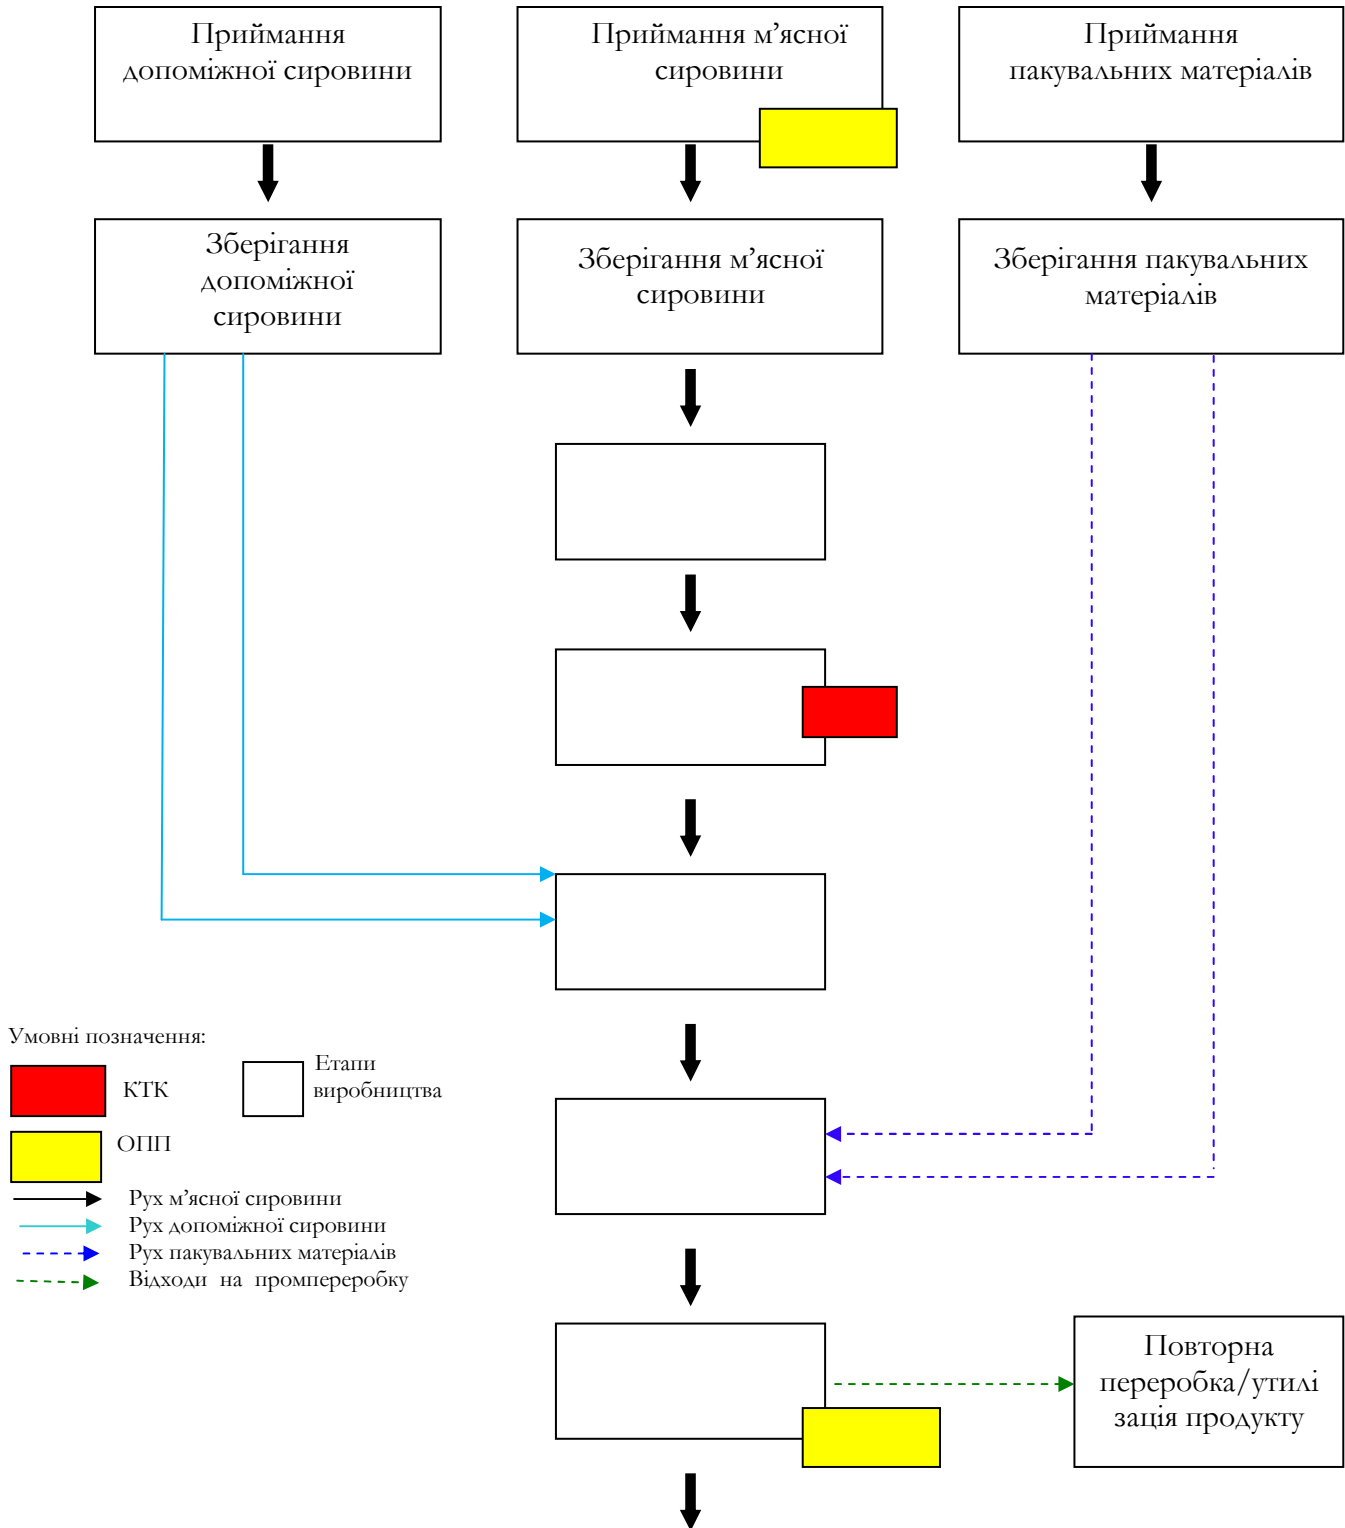 Приймання
допоміжної сировини
Приймання м’ясної
сировини
Приймання
пакувальних матеріалів
Зберігання
допоміжної
сировини
Зберігання м’ясної
сировини
Зберігання пакувальних
матеріалів
Умовні позначення:
КТК
Етапи
виробництва
ОПП
Рух м’ясної сировини
Рух допоміжної сировини
Рух пакувальних матеріалів
Відходи на промпереробку
Повторна
переробка/утилі
зація продукту